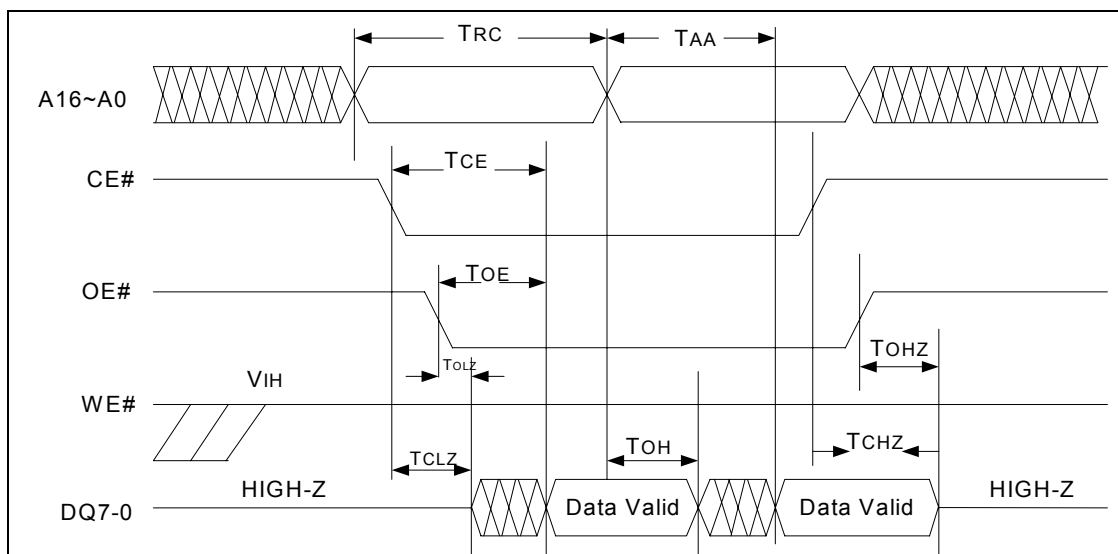 TRC TAA
A16~A0
TCE
CE#
TOE
OE#
TOHZ
TOLZ
VIH
WE#
TCLZ TOH TCHZ
HIGH-Z Data Valid Data Valid HIGH-Z
DQ7-0